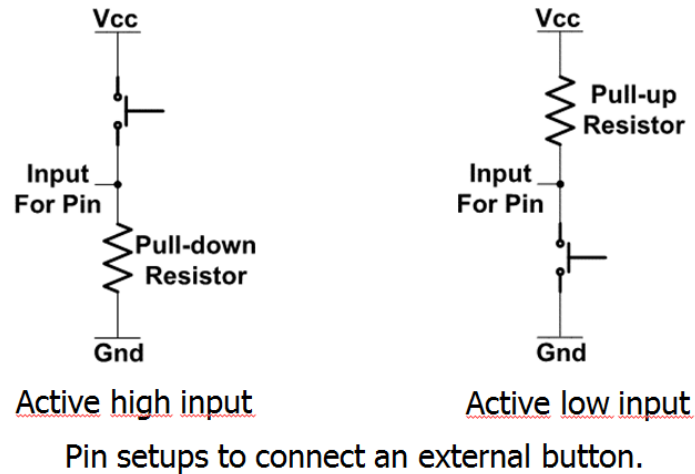 Vcc
Input
For Pin
Pull-down
Resistor
Gnd
Active high input
Vcc
Pull-up
Resistor
Input
For Pin
Gnd
Active low input
Pin setups to connect an external button.